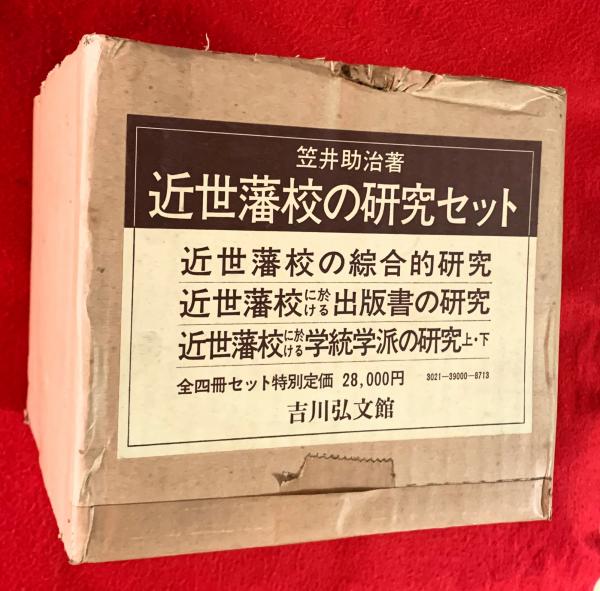 笠井助治著
近世藩校の研究セット
近世藩校の綜合的研究
近世藩校に於ける出版書の研究
近世藩校に於ける学統学派の研究上・下
全四冊セット特別定価 28,000円 3021-39000-8713
吉川弘文館